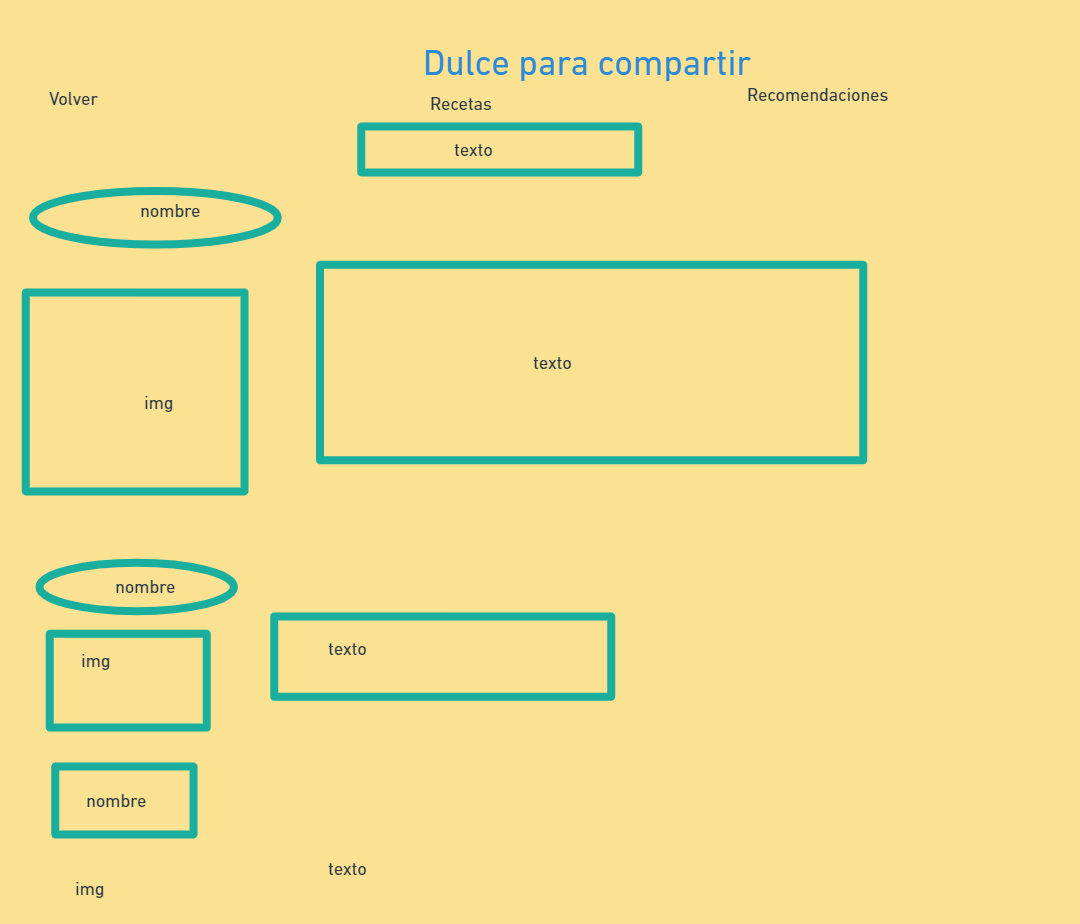 Dulce para compartir
Volver
Recetas
Recomendaciones
texto
nombre
img
texto
nombre
img
texto
nombre
img
texto